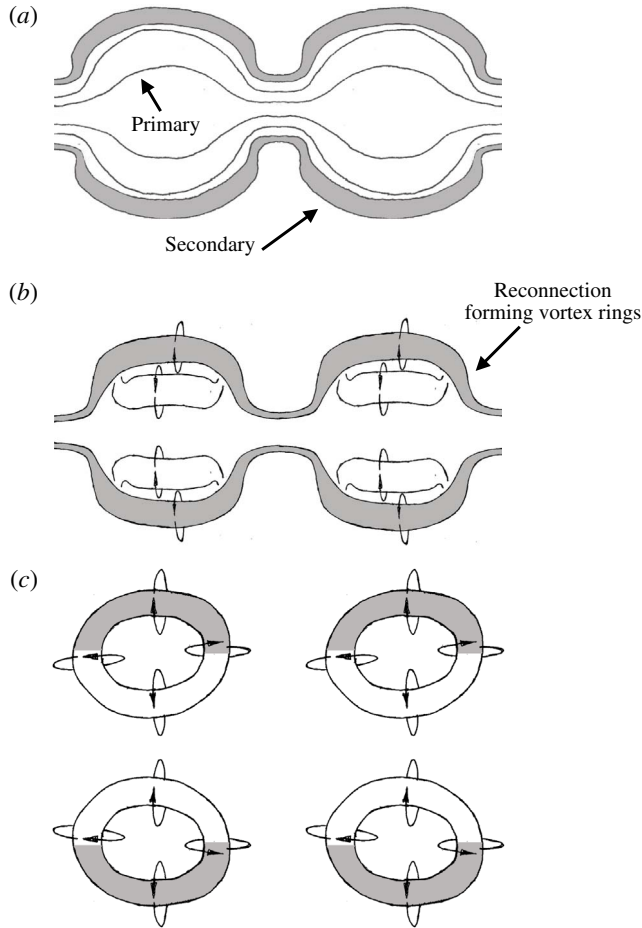 (a)
Primary
Secondary
(b)
Reconnection
forming vortex rings
(c)